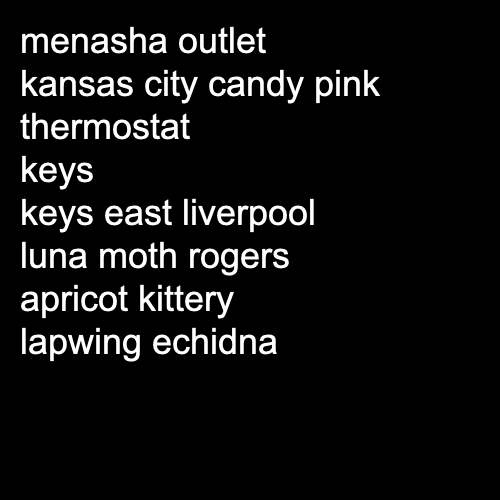 menasha outlet
kansas city candy pink
thermostat
keys
keys east liverpool
luna moth rogers
apricot kittery
lapwing echidna